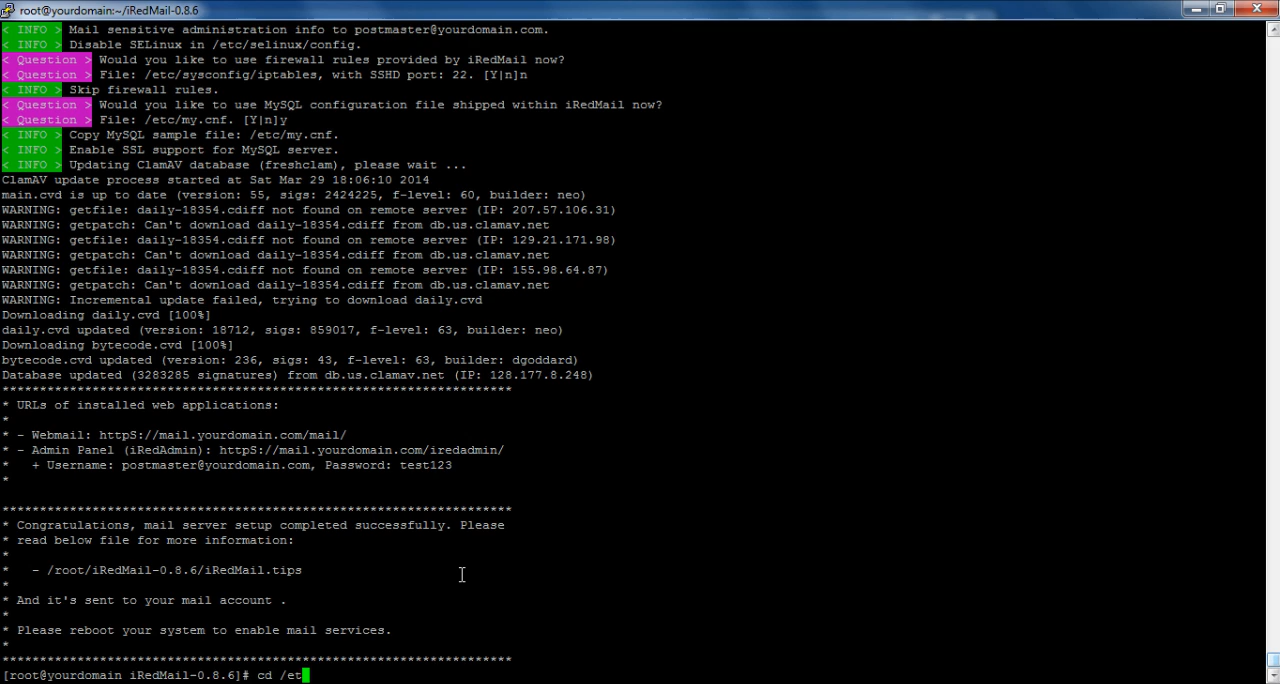 root@yourdomain:~/iRedMail-0.8.6
< INFO > Mail sensitive administration info to postmaster@yourdomain.com.
< INFO > Disable SELinux in /etc/selinux/config.
< Question > Would you like to use firewall rules provided by iRedMail now?
< Question > File: /etc/sysconfig/iptables, with SSHD port: 22. [Y|n]n
< INFO > Skip firewall rules.
< Question > Would you like to use MySQL configuration file shipped within iRedMail now?
< Question > File: /etc/my.cnf. [Y|n]y
< INFO > Copy MySQL sample file: /etc/my.cnf.
< INFO > Enable SSL support for MySQL server.
< INFO > Updating ClamAV database (freshclam), please wait ...
ClamAV update process started at Sat Mar 29 18:06:10 2014
main.cvd is up to date (version: 55, sigs: 2424225, f-level: 60, builder: neo)
WARNING: getfile: daily-18354.cdiff not found on remote server (IP: 207.57.106.31)
WARNING: getpatch: Can't download daily-18354.cdiff from db.us.clamav.net
WARNING: getfile: daily-18354.cdiff not found on remote server (IP: 129.21.171.98)
WARNING: getpatch: Can't download daily-18354.cdiff from db.us.clamav.net
WARNING: getfile: daily-18354.cdiff not found on remote server (IP: 155.98.64.87)
WARNING: getpatch: Can't download daily-18354.cdiff from db.us.clamav.net
WARNING: Incremental update failed, trying to download daily.cvd
Downloading daily.cvd [100%]
daily.cvd updated (version: 18712, sigs: 859017, f-level: 63, builder: neo)
Downloading bytecode.cvd [100%]
bytecode.cvd updated (version: 236, sigs: 43, f-level: 63, builder: dgoddard)
Database updated (3283285 signatures) from db.us.clamav.net (IP: 128.177.8.248)
********************************************************************
* URLs of installed web applications:
*
* - Webmail: httpS://mail.yourdomain.com/mail/
* - Admin Panel (iRedAdmin): httpS://mail.yourdomain.com/iredadmin/
*   + Username: postmaster@yourdomain.com, Password: test123
*
********************************************************************
* Congratulations, mail server setup completed successfully. Please
* read below file for more information:
*
*   - /root/iRedMail-0.8.6/iRedMail.tips
*
* And it's sent to your mail account .
*
* Please reboot your system to enable mail services.
*
********************************************************************
[root@yourdomain iRedMail-0.8.6]# cd /et